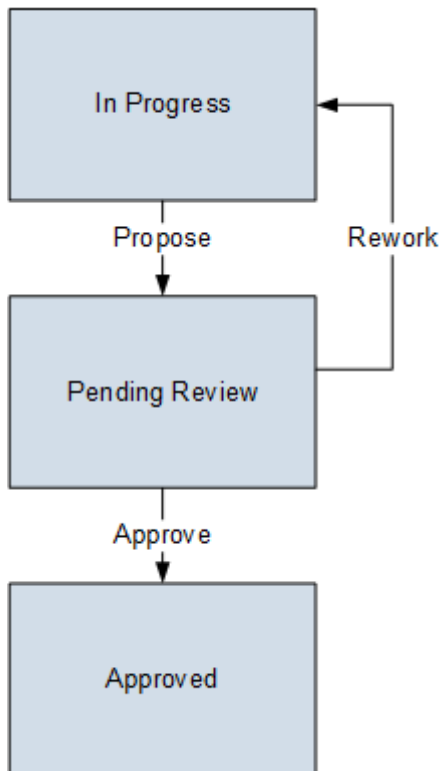 In Progress
Propose
Rework
Pending Review
Approve
Approved